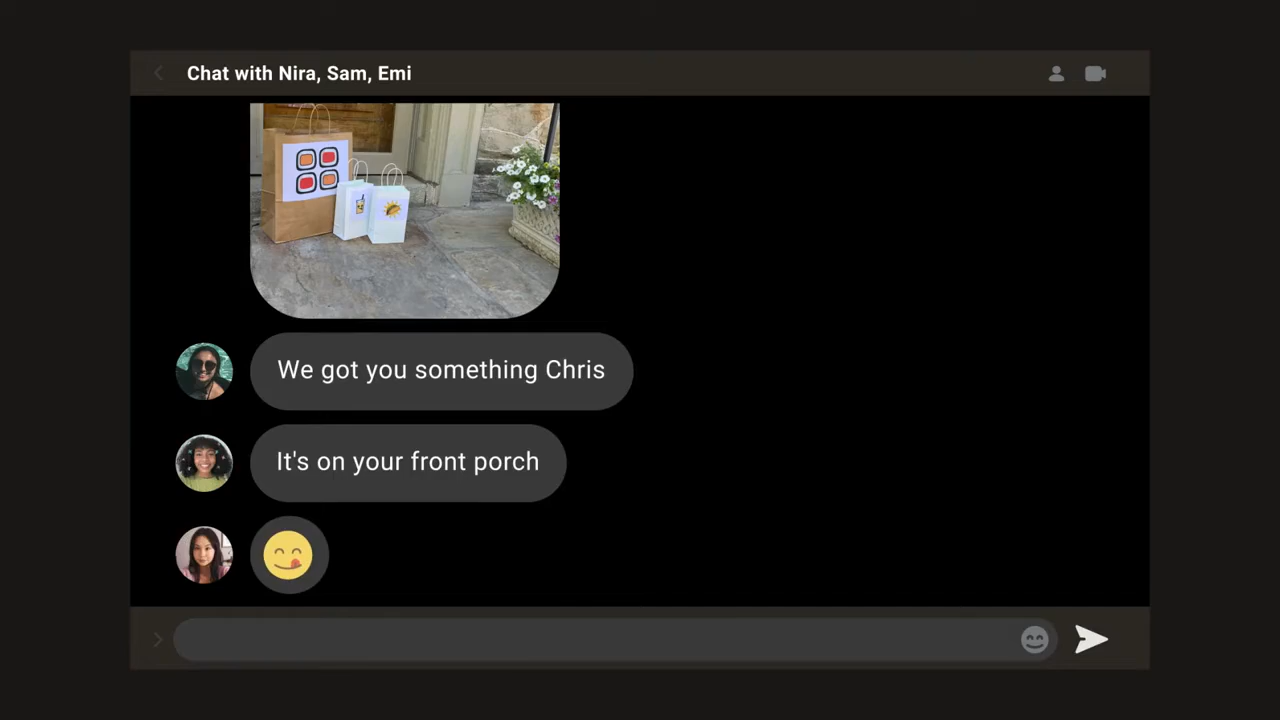 Chat with Nira, Sam, Emi
We got you something Chris
It's on your front porch